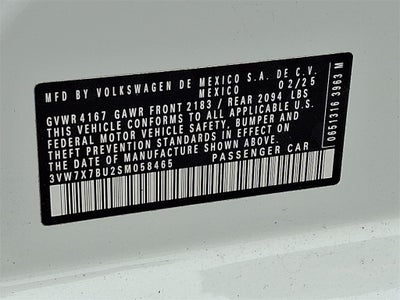 MFD BY VOLKSWAGEN DE MEXICO S.A. DE C.V.
MEXICO 02/25
GVWR 4167 GAWR FRONT 2183 / REAR 2094 LBS
THIS VEHICLE CONFORMS TO ALL APPLICABLE
FEDERAL MOTOR VEHICLE SAFETY, BUMPER AND
THEFT PREVENTION STANDARDS IN EFFECT ON
THE DATE OF MANUFACTURE SHOWN ABOVE.
3VW7X7BU2SM058465 PASSENGER CAR
0651316 3963 M